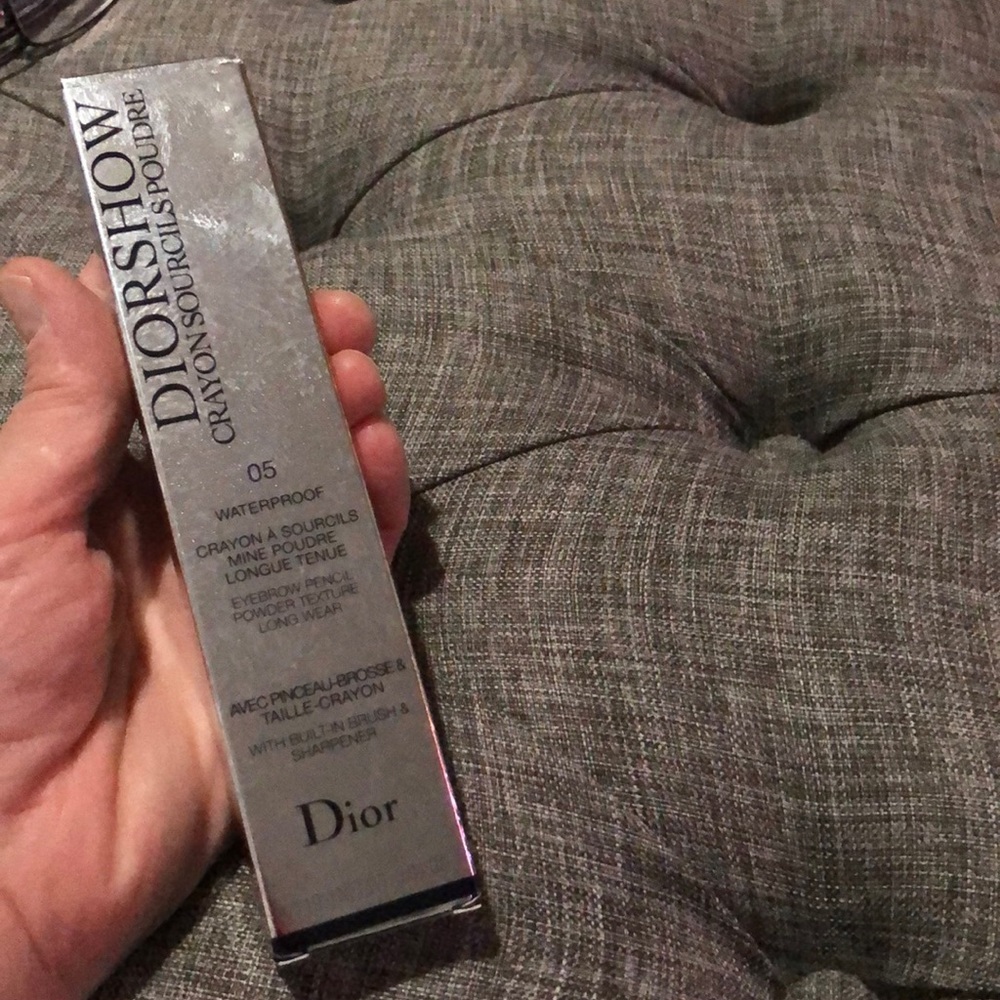 DIORSHOW
CRAYON SOURCILS POUDRE
05
WATERPROOF
CRAYON À SOURCILS
MINE POUDRE
LONGUE TENUE
EYEBROW PENCIL
POWDER TEXTURE
LONG WEAR
AVEC PINCEAU-BROSSE &
TAILLE-CRAYON
WITH BUILT-IN BRUSH &
SHARPENER
Dior